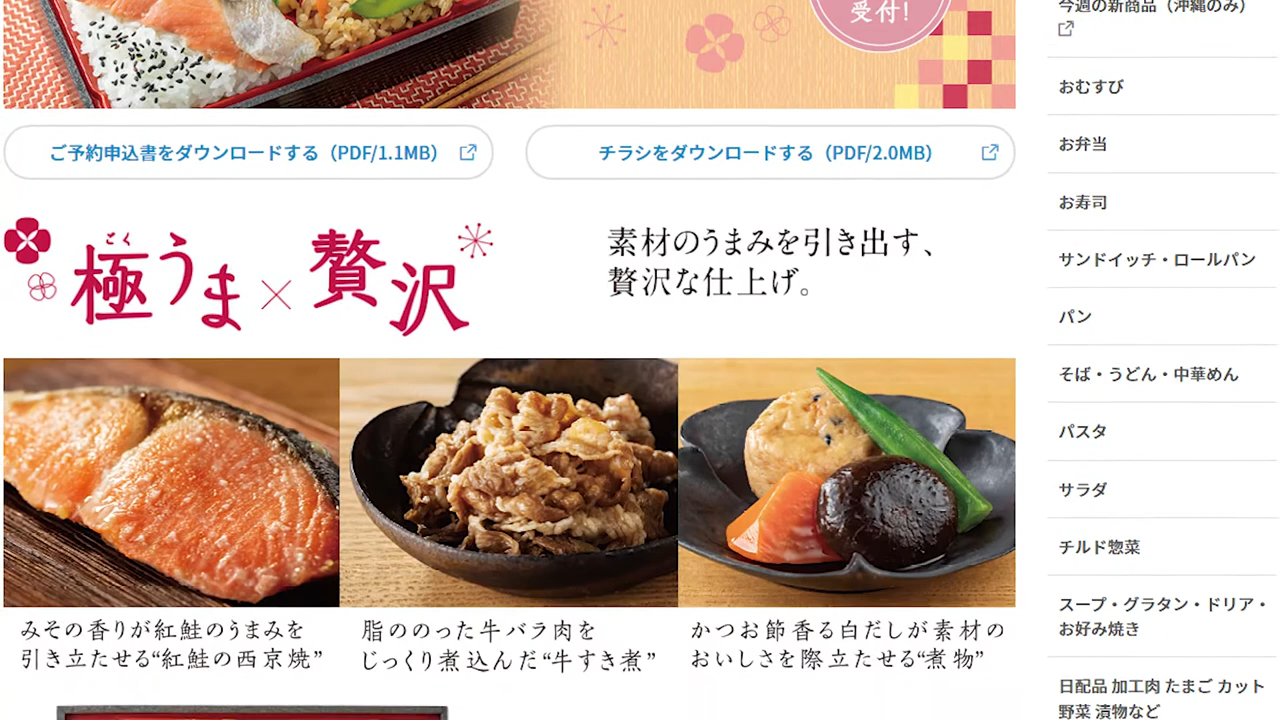 受付!
ご予約申込書をダウンロードする（PDF/1.1MB）
チラシをダウンロードする（PDF/2.0MB）
ごく
極うま×贅沢
素材のうまみを引き出す、
贅沢な仕上げ。
みその香りが紅鮭のうまみを
引き立たせる“紅鮭の西京焼”
脂ののった牛バラ肉を
じっくり煮込んだ“牛すき煮”
かつお節香る白だしが素材の
おいしさを際立たせる“煮物”
今週の新商品（沖縄のみ）
おむすび
お弁当
お寿司
サンドイッチ・ロールパン
パン
そば・うどん・中華めん
パスタ
サラダ
チルド惣菜
スープ・グラタン・ドリア・
お好み焼き
日配品 加工肉 たまご カット
野菜 漬物など